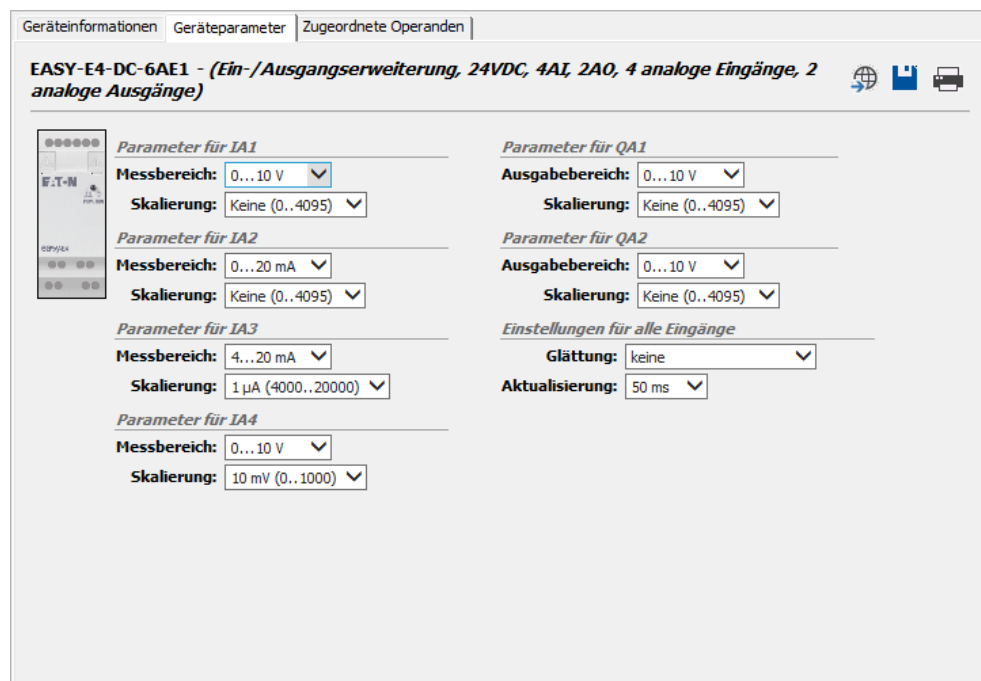 Geräteinformationen Geräteparameter Zugeordnete Operanden
EASY-E4-DC-6AE1 - (Ein-/Ausgangserweiterung, 24VDC, 4AI, 2AO, 4 analoge Eingänge, 2
analoge Ausgänge)
Parameter für IA1
Messbereich: 0...10 V
Skalierung: Keine (0..4095)
Parameter für IA2
Messbereich: 0...20 mA
Skalierung: Keine (0..4095)
Parameter für IA3
Messbereich: 4...20 mA
Skalierung: 1 µA (4000..20000)
Parameter für IA4
Messbereich: 0...10 V
Skalierung: 10 mV (0..1000)
Parameter für QA1
Ausgabebereich: 0...10 V
Skalierung: Keine (0..4095)
Parameter für QA2
Ausgabebereich: 0...10 V
Skalierung: Keine (0..4095)
Einstellungen für alle Eingänge
Glättung: keine
Aktualisierung: 50 ms
E.T.N